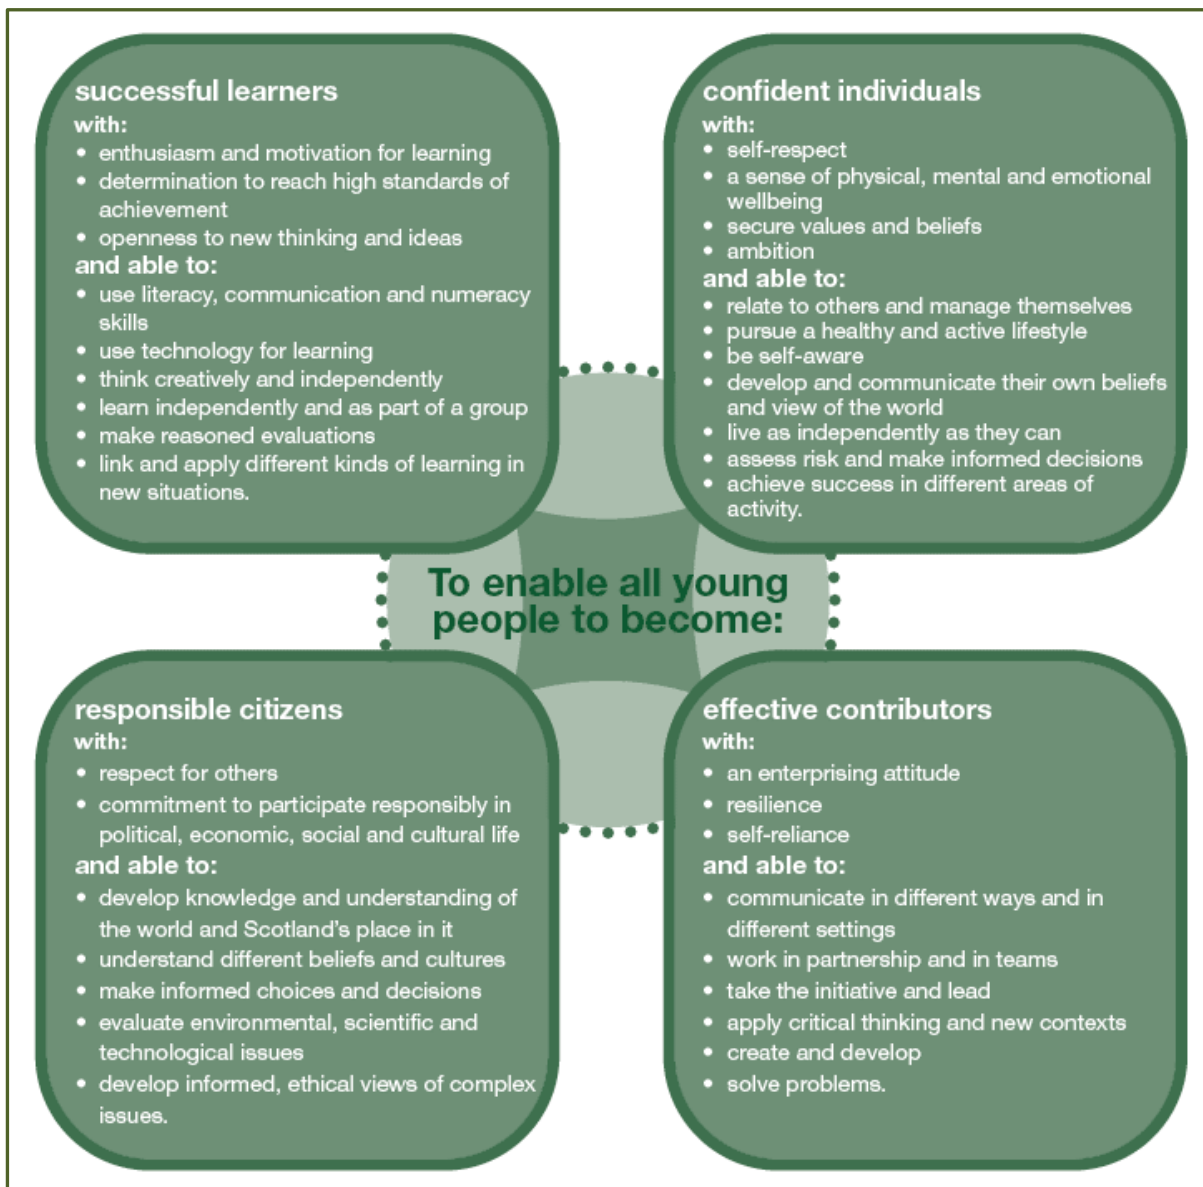 successful learners
with:
• enthusiasm and motivation for learning
• determination to reach high standards of
achievement
• openness to new thinking and ideas
and able to:
• use literacy, communication and numeracy
skills
• use technology for learning
• think creatively and independently
• learn independently and as part of a group
• make reasoned evaluations
• link and apply different kinds of learning in
new situations.
confident individuals
with:
• self-respect
• a sense of physical, mental and emotional
wellbeing
• secure values and beliefs
• ambition
and able to:
• relate to others and manage themselves
• pursue a healthy and active lifestyle
• be self-aware
• develop and communicate their own beliefs
and view of the world
• live as independently as they can
• assess risk and make informed decisions
• achieve success in different areas of
activity.
To enable all young
people to become:
responsible citizens
with:
• respect for others
• commitment to participate responsibly in
political, economic, social and cultural life
and able to:
• develop knowledge and understanding of
the world and Scotland’s place in it
• understand different beliefs and cultures
• make informed choices and decisions
• evaluate environmental, scientific and
technological issues
• develop informed, ethical views of complex
issues.
effective contributors
with:
• an enterprising attitude
• resilience
• self-reliance
and able to:
• communicate in different ways and in
different settings
• work in partnership and in teams
• take the initiative and lead
• apply critical thinking and new contexts
• create and develop
• solve problems.